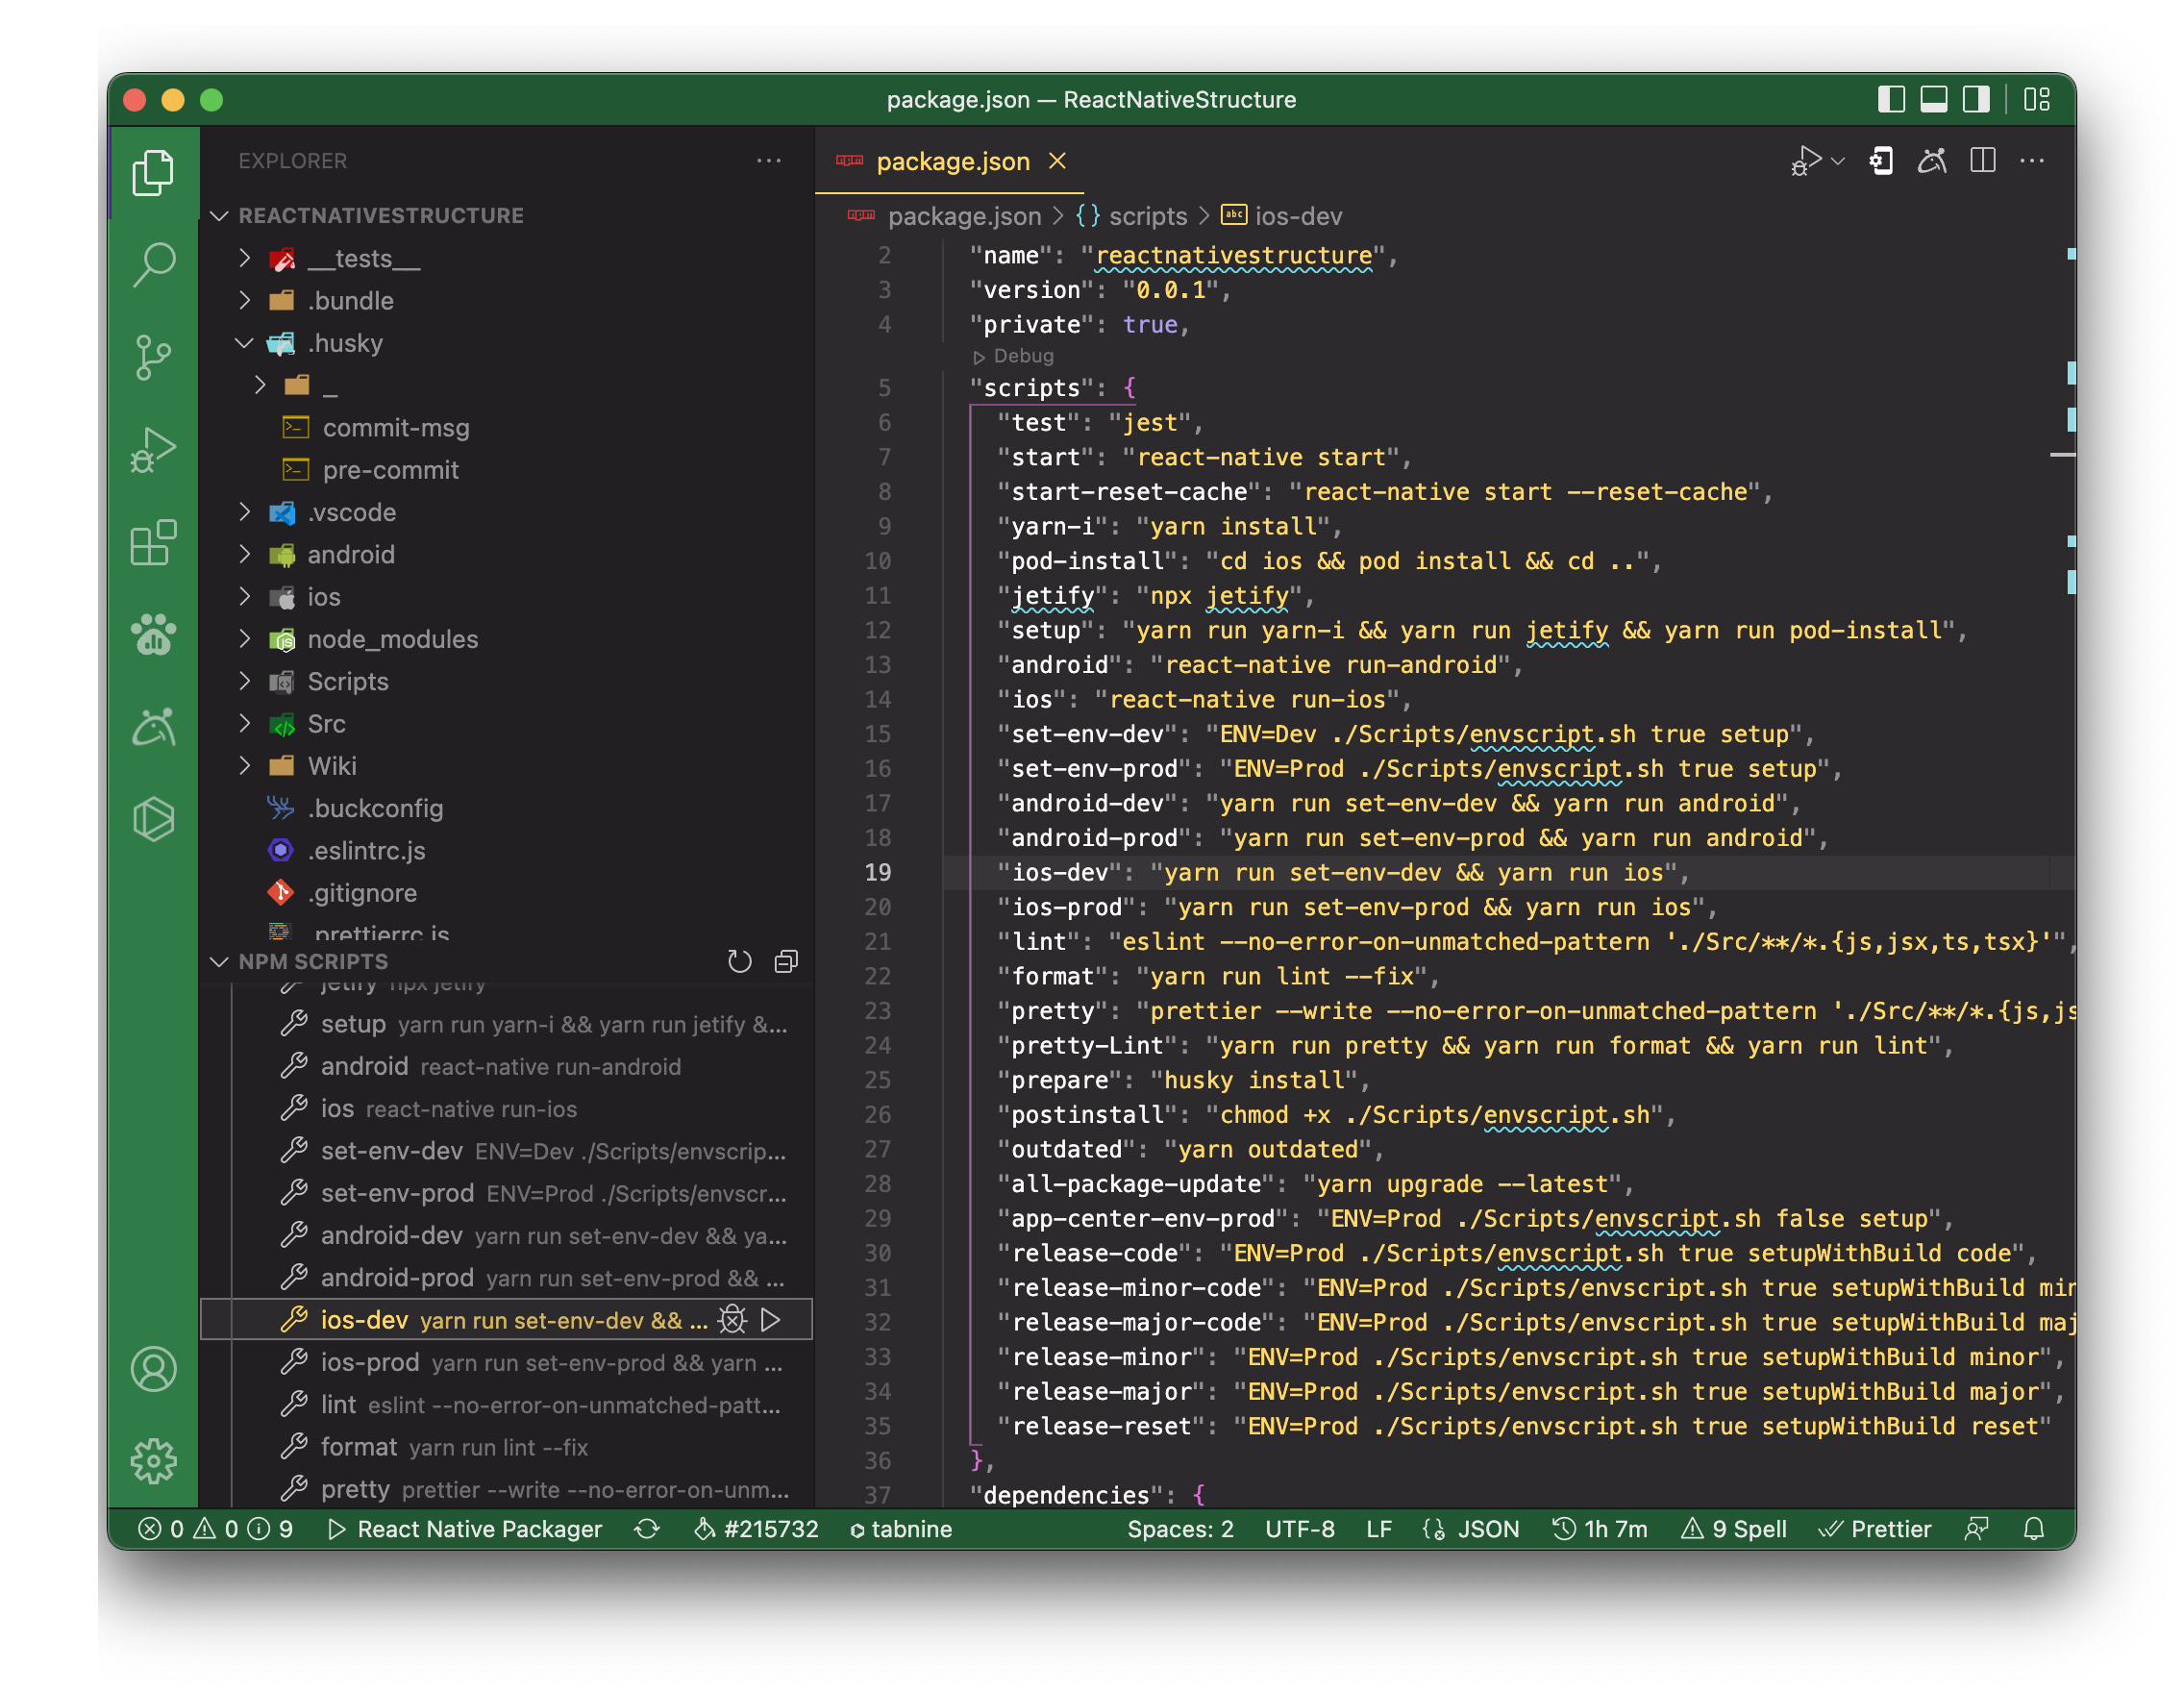 package.json — ReactNativeStructure
EXPLORER
REACTNATIVESTRUCTURE
__tests__
.bundle
.husky
_
commit-msg
pre-commit
.vscode
android
ios
node_modules
Scripts
Src
Wiki
.buckconfig
.eslintrc.js
.gitignore
.prettierrc.js
NPM SCRIPTS
jetify npx jetify
setup yarn run yarn-i && yarn run jetify &...
android react-native run-android
ios react-native run-ios
set-env-dev ENV=Dev ./Scripts/envscrip...
set-env-prod ENV=Prod ./Scripts/envscr...
android-dev yarn run set-env-dev && ya...
android-prod yarn run set-env-prod && ...
ios-dev yarn run set-env-dev && ...
ios-prod yarn run set-env-prod && yarn ...
lint eslint --no-error-on-unmatched-patt...
format yarn run lint --fix
pretty prettier --write --no-error-on-unm...
package.json
package.json > {} scripts > abc ios-dev
2 "name": "reactnativestructure",
3 "version": "0.0.1",
4 "private": true,
Debug
5 "scripts": {
6 "test": "jest",
7 "start": "react-native start",
8 "start-reset-cache": "react-native start --reset-cache",
9 "yarn-i": "yarn install",
10 "pod-install": "cd ios && pod install && cd ..",
11 "jetify": "npx jetify",
12 "setup": "yarn run yarn-i && yarn run jetify && yarn run pod-install",
13 "android": "react-native run-android",
14 "ios": "react-native run-ios",
15 "set-env-dev": "ENV=Dev ./Scripts/envscript.sh true setup",
16 "set-env-prod": "ENV=Prod ./Scripts/envscript.sh true setup",
17 "android-dev": "yarn run set-env-dev && yarn run android",
18 "android-prod": "yarn run set-env-prod && yarn run android",
19 "ios-dev": "yarn run set-env-dev && yarn run ios",
20 "ios-prod": "yarn run set-env-prod && yarn run ios",
21 "lint": "eslint --no-error-on-unmatched-pattern './Src/**/*.{js,jsx,ts,tsx}'",
22 "format": "yarn run lint --fix",
23 "pretty": "prettier --write --no-error-on-unmatched-pattern './Src/**/*.{js,js
24 "pretty-Lint": "yarn run pretty && yarn run format && yarn run lint",
25 "prepare": "husky install",
26 "postinstall": "chmod +x ./Scripts/envscript.sh",
27 "outdated": "yarn outdated",
28 "all-package-update": "yarn upgrade --latest",
29 "app-center-env-prod": "ENV=Prod ./Scripts/envscript.sh false setup",
30 "release-code": "ENV=Prod ./Scripts/envscript.sh true setupWithBuild code",
31 "release-minor-code": "ENV=Prod ./Scripts/envscript.sh true setupWithBuild min
32 "release-major-code": "ENV=Prod ./Scripts/envscript.sh true setupWithBuild maj
33 "release-minor": "ENV=Prod ./Scripts/envscript.sh true setupWithBuild minor",
34 "release-major": "ENV=Prod ./Scripts/envscript.sh true setupWithBuild major",
35 "release-reset": "ENV=Prod ./Scripts/envscript.sh true setupWithBuild reset"
36 },
37 "dependencies": {
0 0 9 React Native Packager #215732 tabnine Spaces: 2 UTF-8 LF JSON 1h 7m 9 Spell Prettier